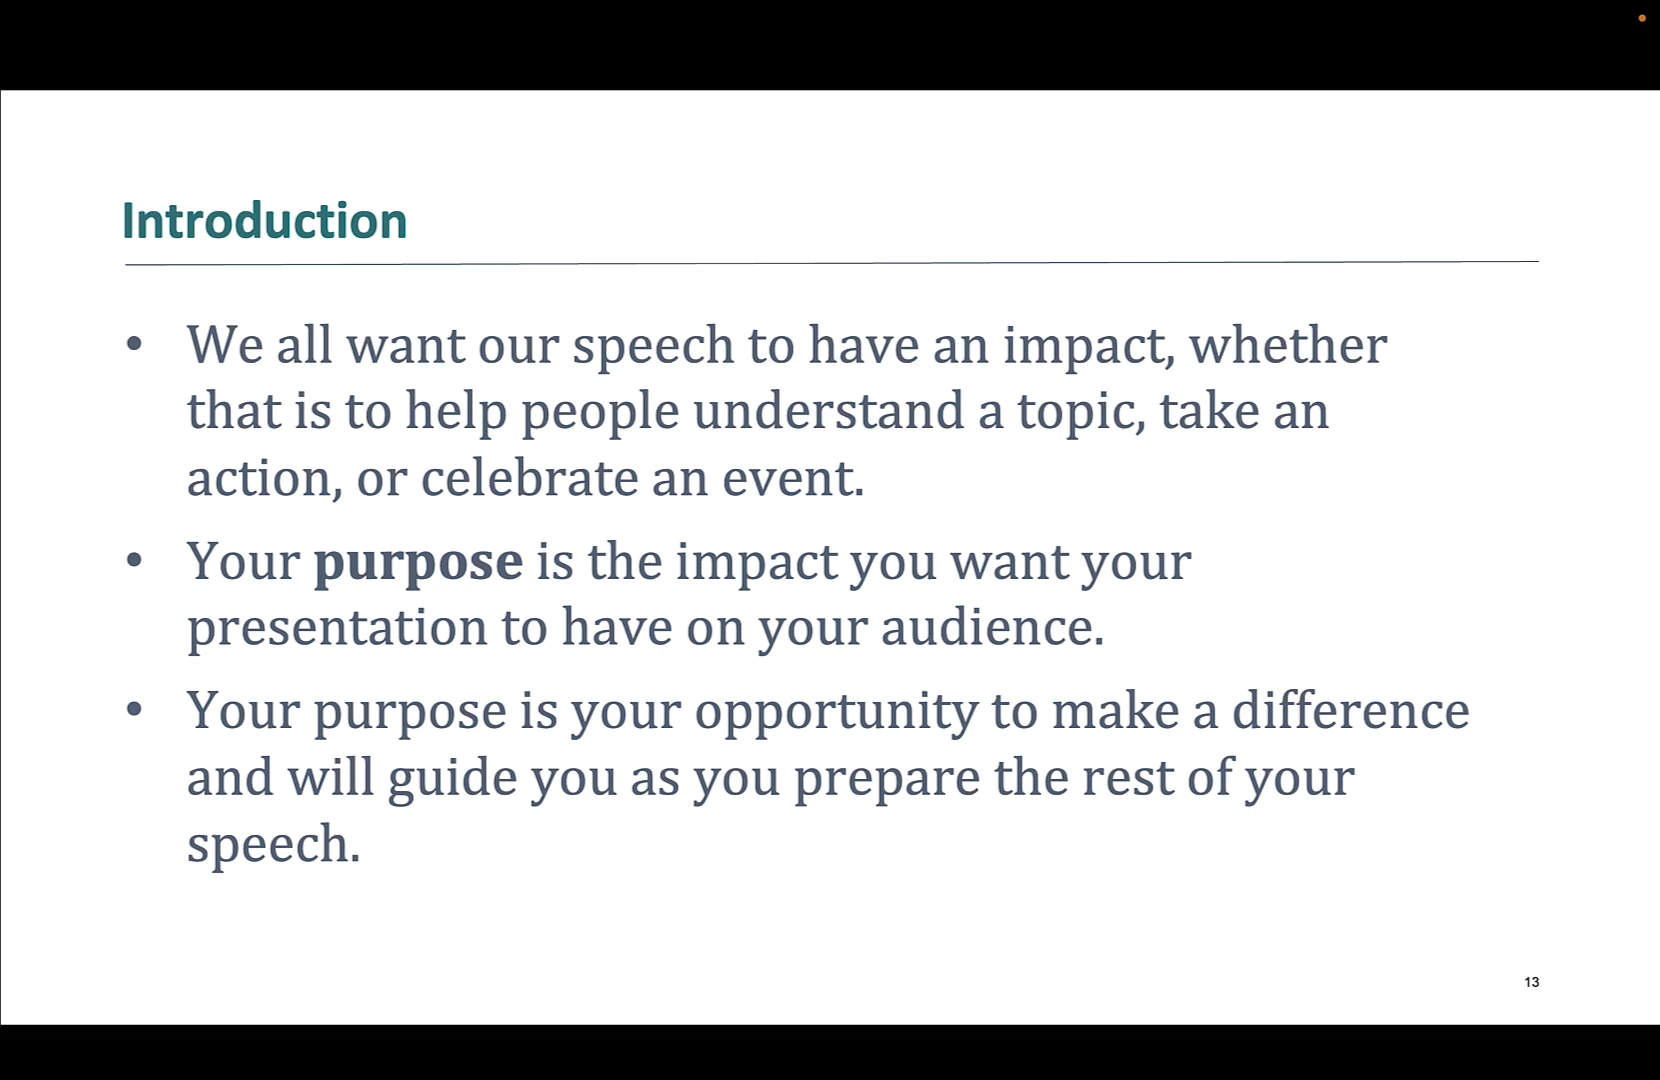 Introduction
• We all want our speech to have an impact, whether
that is to help people understand a topic, take an
action, or celebrate an event.
• Your purpose is the impact you want your
presentation to have on your audience.
• Your purpose is your opportunity to make a difference
and will guide you as you prepare the rest of your
speech.
13